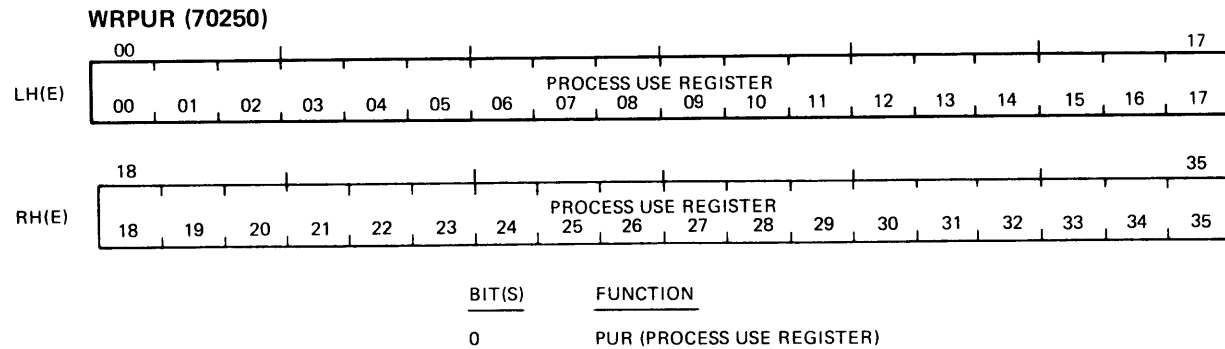 WRPUR (70250)
00 17
PROCESS USE REGISTER
LH(E) 00 01 02 03 04 05 06 07 08 09 10 11 12 13 14 15 16 17
18 35
PROCESS USE REGISTER
RH(E) 18 19 20 21 22 23 24 25 26 27 28 29 30 31 32 33 34 35
BIT(S) FUNCTION
0 PUR (PROCESS USE REGISTER)